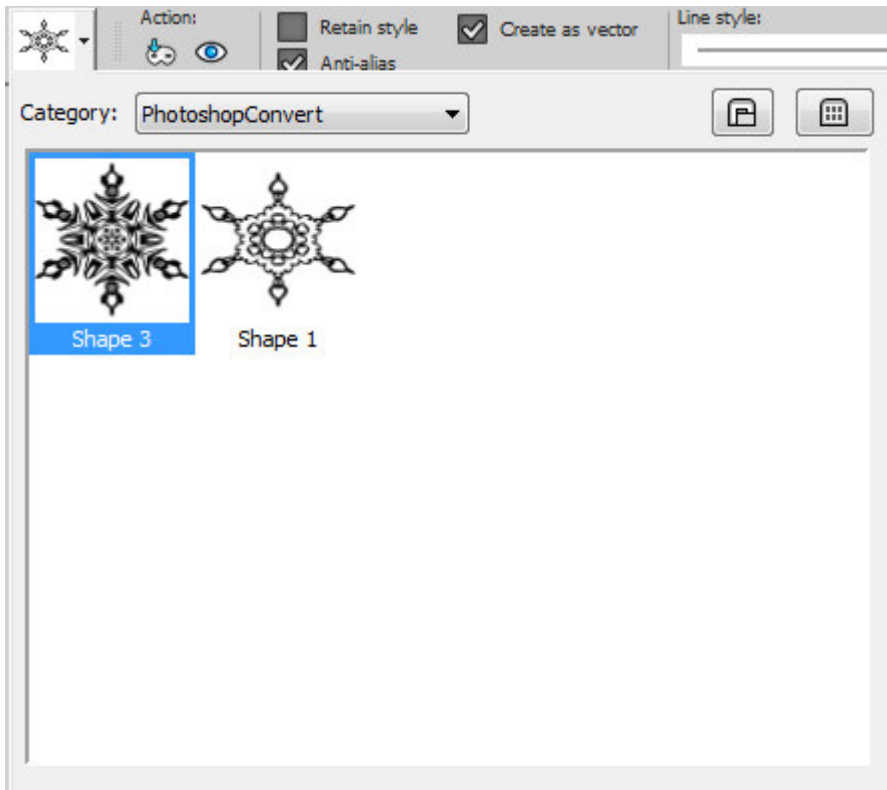 Action:
Retain style
Create as vector
Line style:
Anti-alias
Category:
PhotoshopConvert
Shape 3
Shape 1